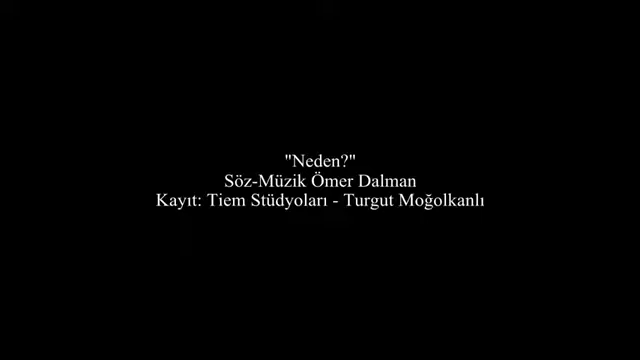 "Neden?"
Söz-Müzik Ömer Dalman
Kayıt: Tiem Stüdyoları - Turgut Moğolkanlı